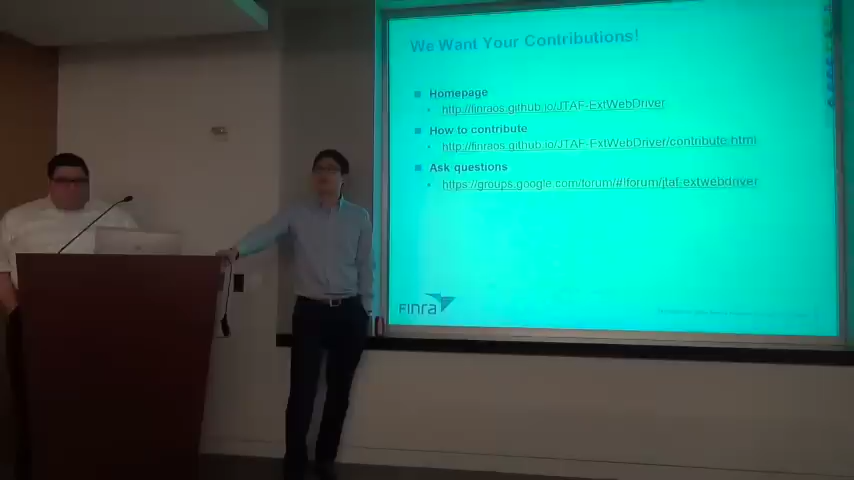 We Want Your Contributions!
Homepage
http://finraos.github.io/JTAF-ExtWebDriver
How to contribute
http://finraos.github.io/JTAF-ExtWebDriver/contribute.html
Ask questions
https://groups.google.com/forum/#!forum/jtaf-extwebdriver
Finra